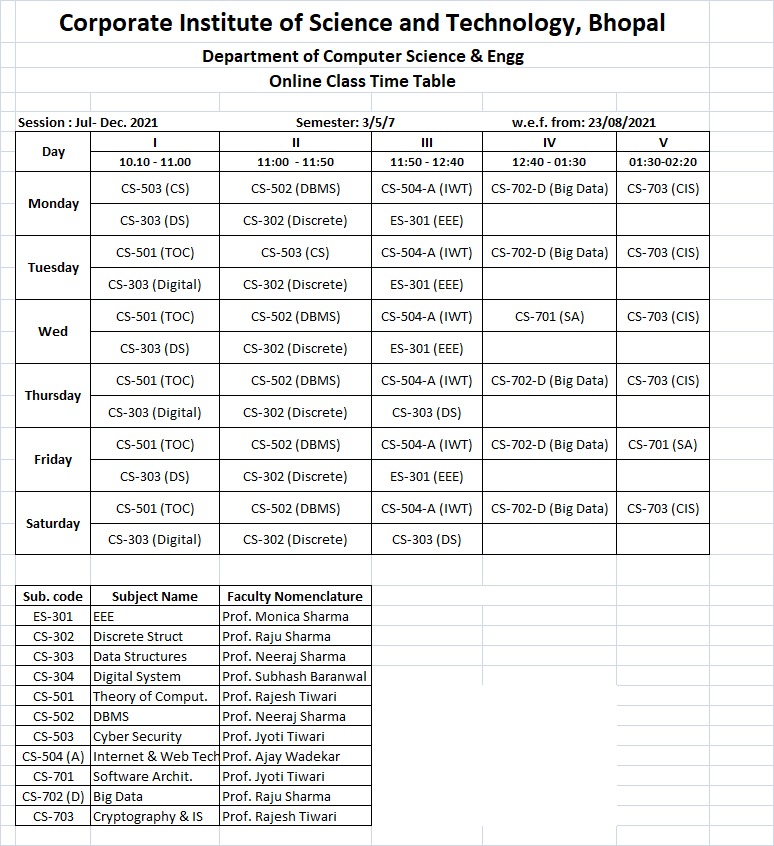 Corporate Institute of Science and Technology, Bhopal
Department of Computer Science & Engg
Online Class Time Table
Session : Jul- Dec. 2021 Semester: 3/5/7 w.e.f. from: 23/08/2021
Day I II III IV V
10.10 - 11.00 11:00 - 11:50 11:50 - 12:40 12:40 - 01:30 01:30-02:20
Monday CS-503 (CS) CS-502 (DBMS) CS-504-A (IWT) CS-702-D (Big Data) CS-703 (CIS)
CS-303 (DS) CS-302 (Discrete) ES-301 (EEE)
Tuesday CS-501 (TOC) CS-503 (CS) CS-504-A (IWT) CS-702-D (Big Data) CS-703 (CIS)
CS-303 (Digital) CS-302 (Discrete) ES-301 (EEE)
Wed CS-501 (TOC) CS-502 (DBMS) CS-504-A (IWT) CS-701 (SA) CS-703 (CIS)
CS-303 (DS) CS-302 (Discrete) ES-301 (EEE)
Thursday CS-501 (TOC) CS-502 (DBMS) CS-504-A (IWT) CS-702-D (Big Data) CS-703 (CIS)
CS-303 (Digital) CS-302 (Discrete) CS-303 (DS)
Friday CS-501 (TOC) CS-502 (DBMS) CS-504-A (IWT) CS-702-D (Big Data) CS-701 (SA)
CS-303 (DS) CS-302 (Discrete) ES-301 (EEE)
Saturday CS-501 (TOC) CS-502 (DBMS) CS-504-A (IWT) CS-702-D (Big Data) CS-703 (CIS)
CS-303 (Digital) CS-302 (Discrete) CS-303 (DS)
Sub. code Subject Name Faculty Nomenclature
ES-301 EEE Prof. Monica Sharma
CS-302 Discrete Struct Prof. Raju Sharma
CS-303 Data Structures Prof. Neeraj Sharma
CS-304 Digital System Prof. Subhash Baranwal
CS-501 Theory of Comput. Prof. Rajesh Tiwari
CS-502 DBMS Prof. Neeraj Sharma
CS-503 Cyber Security Prof. Jyoti Tiwari
CS-504 (A) Internet & Web Tech Prof. Ajay Wadekar
CS-701 Software Archit. Prof. Jyoti Tiwari
CS-702 (D) Big Data Prof. Raju Sharma
CS-703 Cryptography & IS Prof. Rajesh Tiwari